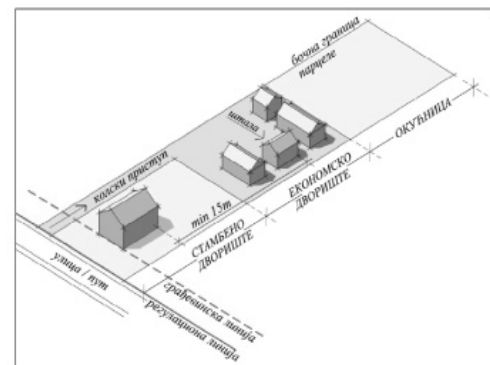 бочна граница
парцеле
штала
колски приступ
min 15m
ОКУЋНИЦА
ЕКОНОМСКО
ДВОРИШТЕ
СТАМБЕНО
ДВОРИШТЕ
улица / пут
грађевинска линија
регулациона линија